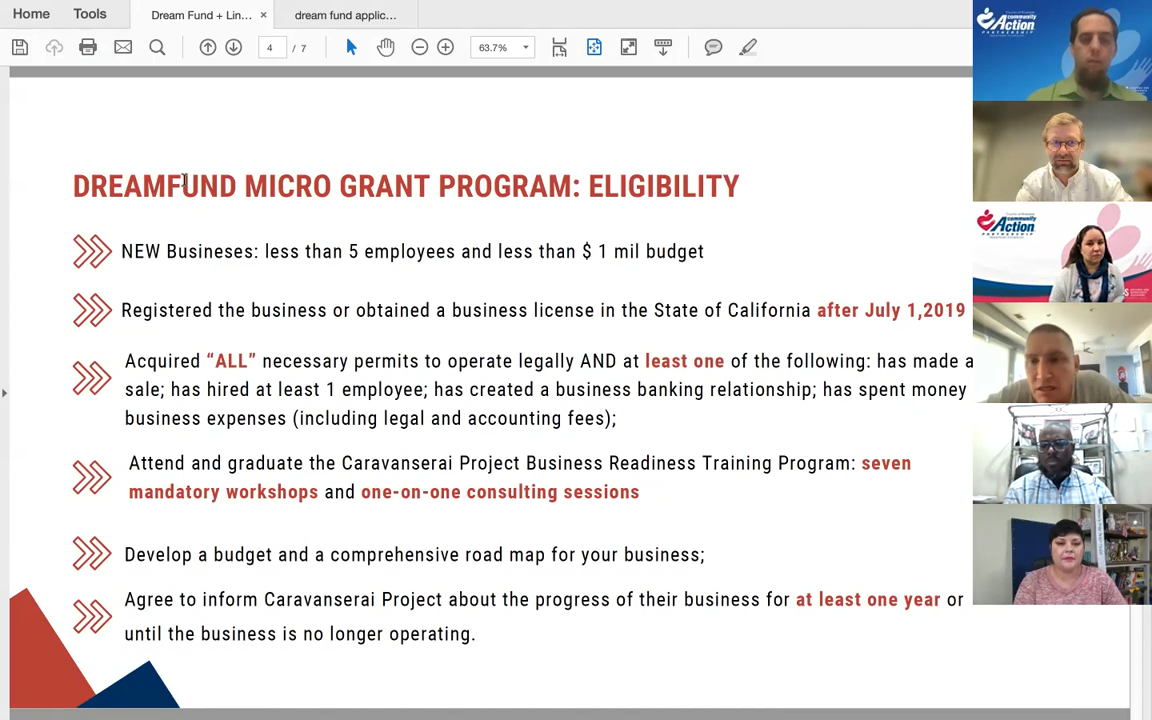 Home Tools Dream Fund + Lin... × dream fund applic...
4 / 7 63.7%
DREAMFUND MICRO GRANT PROGRAM: ELIGIBILITY
NEW Busineses: less than 5 employees and less than $ 1 mil budget
Registered the business or obtained a business license in the State of California after July 1,2019
Acquired “ALL” necessary permits to operate legally AND at least one of the following: has made a
sale; has hired at least 1 employee; has created a business banking relationship; has spent money
business expenses (including legal and accounting fees);
Attend and graduate the Caravanserai Project Business Readiness Training Program: seven
mandatory workshops and one-on-one consulting sessions
Develop a budget and a comprehensive road map for your business;
Agree to inform Caravanserai Project about the progress of their business for at least one year or
until the business is no longer operating.
community
Action
PARTNERSHIP
community
Action
PARTNERSHIP